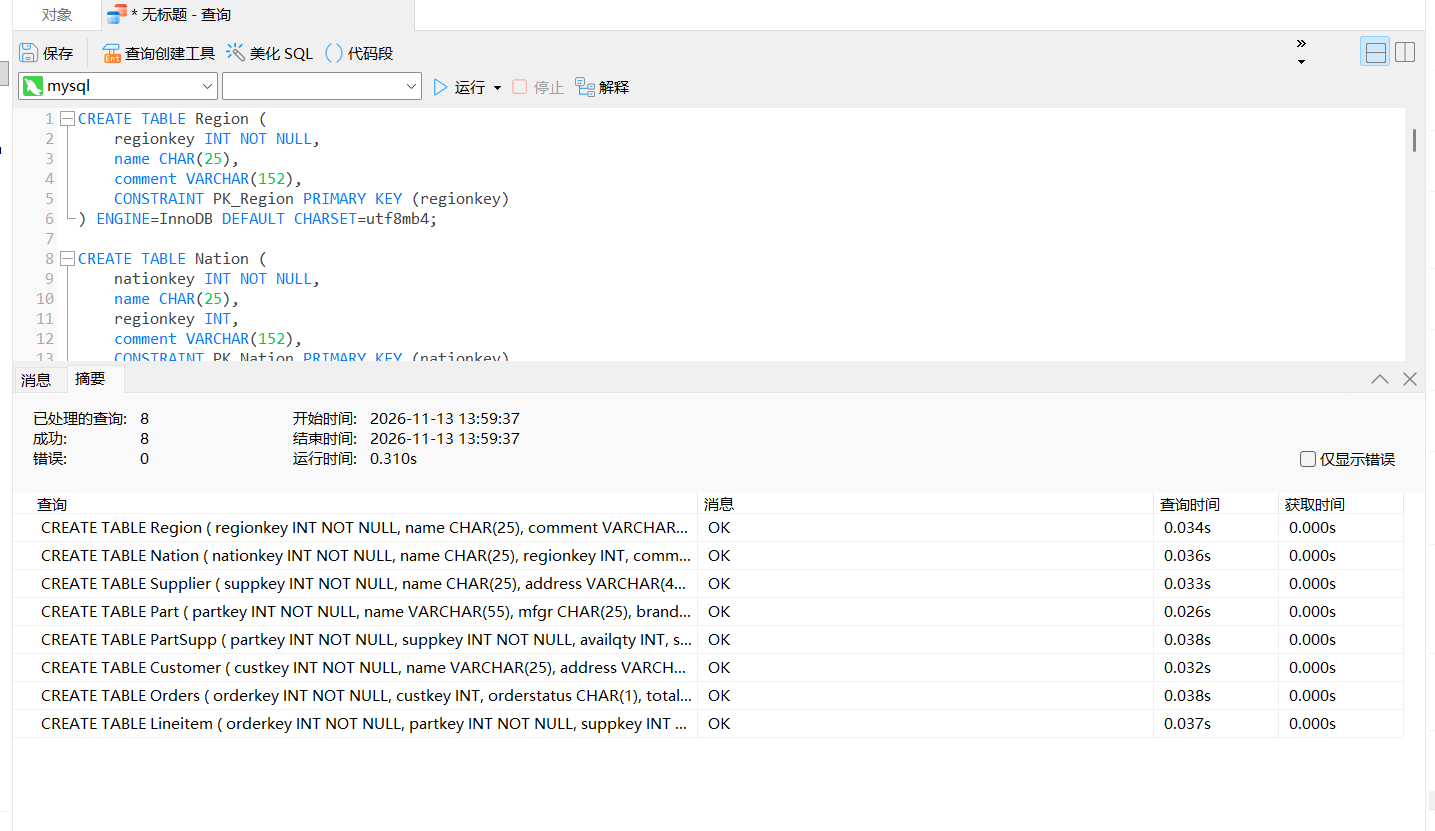 对象 * 无标题 - 查询
保存 Ent 查询创建工具 美化 SQL () 代码段 »
mysql 运行 停止 解释
1 CREATE TABLE Region (
2 regionkey INT NOT NULL,
3 name CHAR(25),
4 comment VARCHAR(152),
5 CONSTRAINT PK_Region PRIMARY KEY (regionkey)
6 ) ENGINE=InnoDB DEFAULT CHARSET=utf8mb4;
7
8 CREATE TABLE Nation (
9 nationkey INT NOT NULL,
10 name CHAR(25),
11 regionkey INT,
12 comment VARCHAR(152),
13 CONSTRAINT PK_Nation PRIMARY KEY (nationkey)
消息 摘要
已处理的查询: 8 开始时间: 2026-11-13 13:59:37
成功: 8 结束时间: 2026-11-13 13:59:37
错误: 0 运行时间: 0.310s 仅显示错误
查询 消息 查询时间 获取时间
CREATE TABLE Region ( regionkey INT NOT NULL, name CHAR(25), comment VARCHAR... OK 0.034s 0.000s
CREATE TABLE Nation ( nationkey INT NOT NULL, name CHAR(25), regionkey INT, comm... OK 0.036s 0.000s
CREATE TABLE Supplier ( suppkey INT NOT NULL, name CHAR(25), address VARCHAR(4... OK 0.033s 0.000s
CREATE TABLE Part ( partkey INT NOT NULL, name VARCHAR(55), mfgr CHAR(25), brand... OK 0.026s 0.000s
CREATE TABLE PartSupp ( partkey INT NOT NULL, suppkey INT NOT NULL, availqty INT, s... OK 0.038s 0.000s
CREATE TABLE Customer ( custkey INT NOT NULL, name VARCHAR(25), address VARCH... OK 0.032s 0.000s
CREATE TABLE Orders ( orderkey INT NOT NULL, custkey INT, orderstatus CHAR(1), total... OK 0.038s 0.000s
CREATE TABLE Lineitem ( orderkey INT NOT NULL, partkey INT NOT NULL, suppkey INT ... OK 0.037s 0.000s